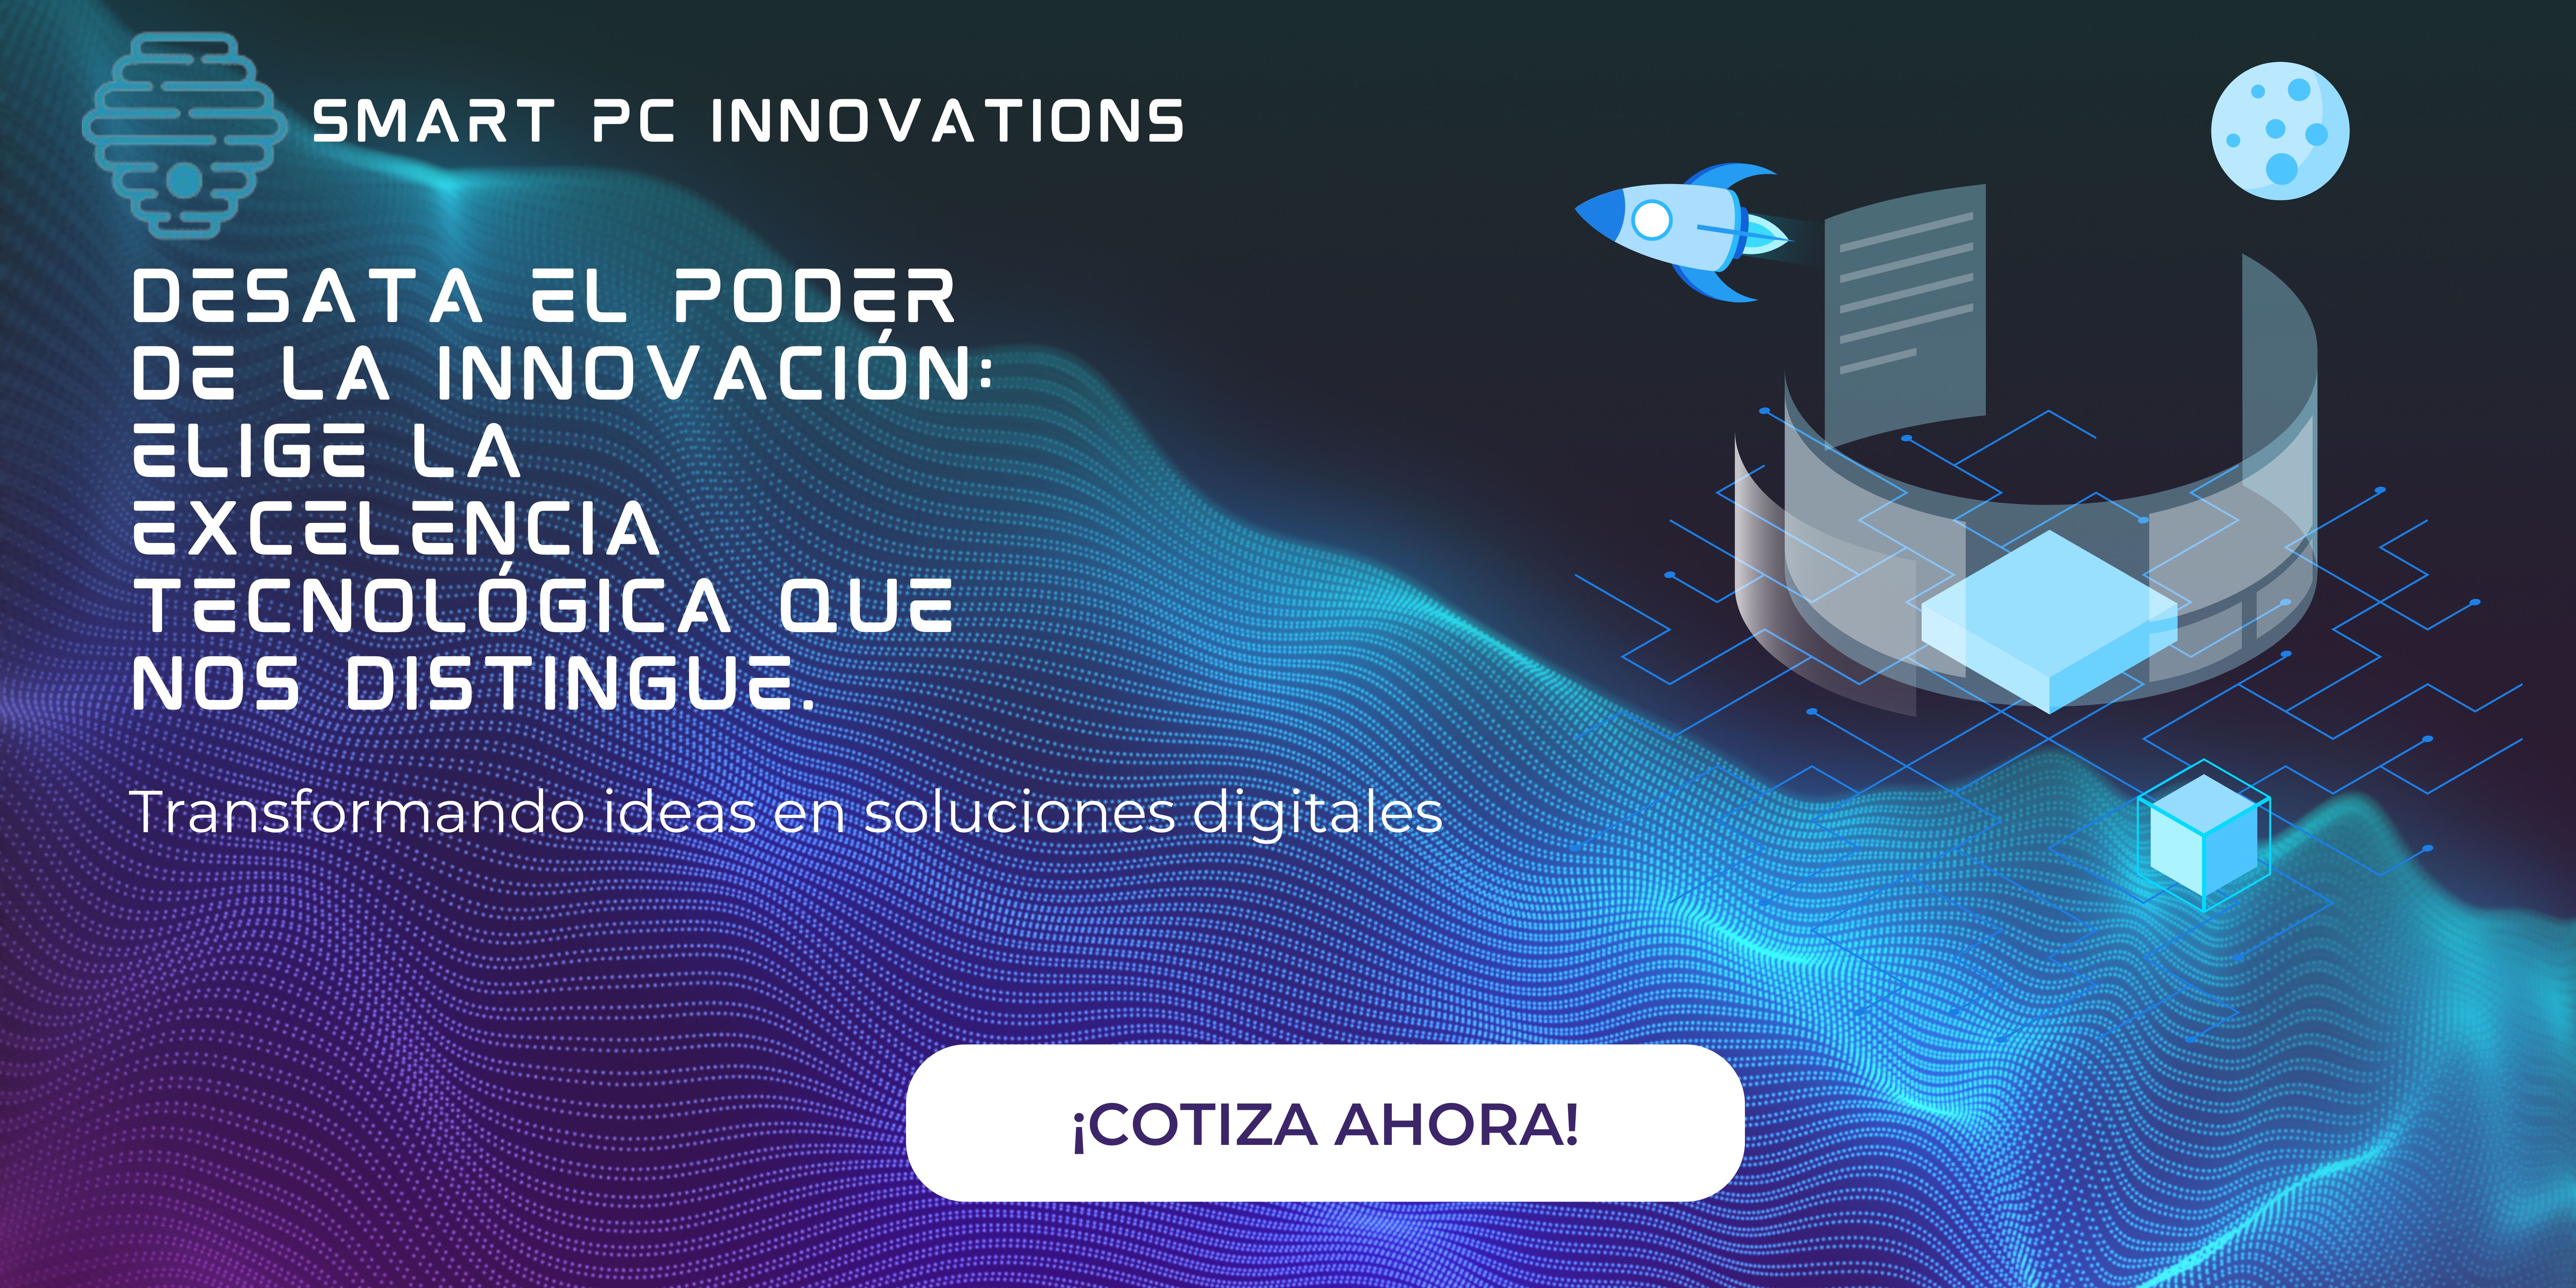 SMART PC INNOVATIONS
DESATA EL PODER
DE LA INNOVACIÓN:
ELIGE LA
EXCELENCIA
TECNOLÓGICA QUE
NOS DISTINGUE.
Transformando ideas en soluciones digitales
¡COTIZA AHORA!